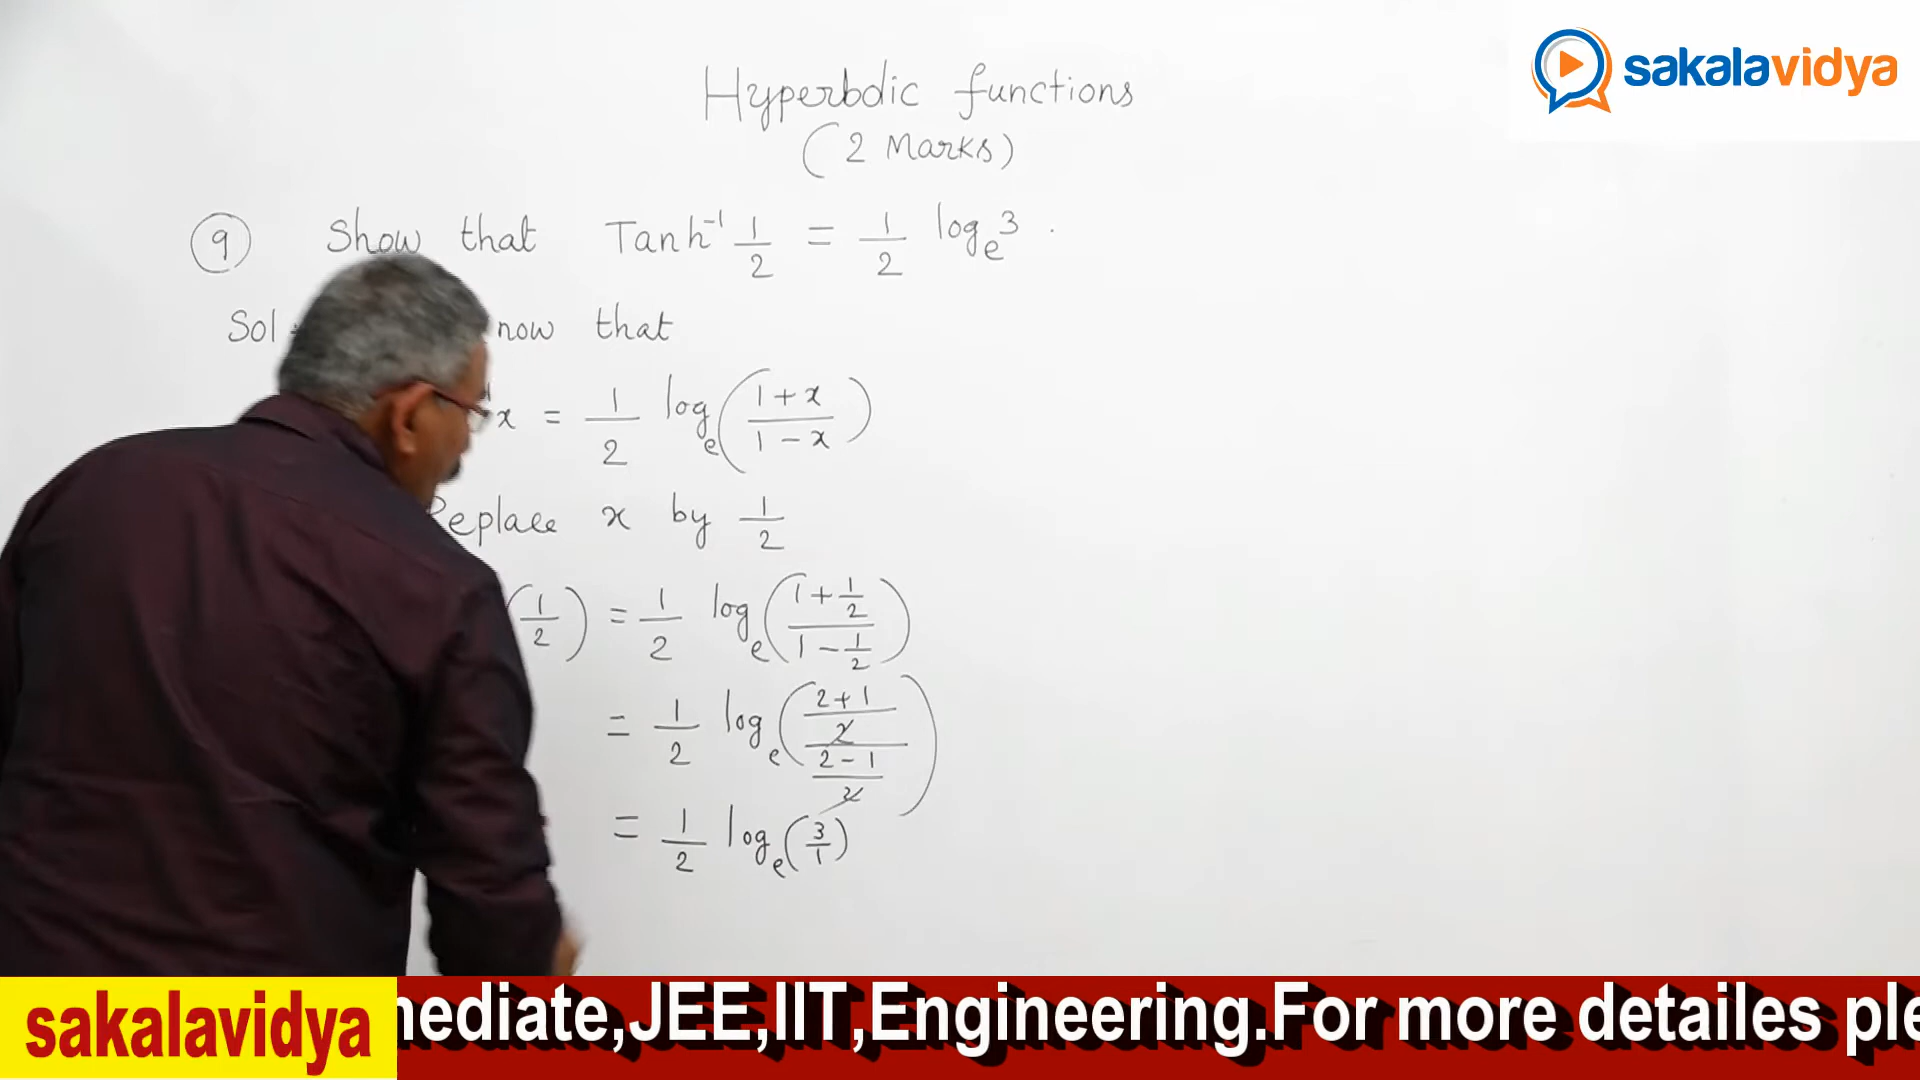 sakalavidya
Hyperbolic functions
(2 Marks)
9 Show that Tanh⁻¹ 1/2 = 1/2 logₑ3.
Sol now that
x = 1/2 logₑ((1+x)/(1-x))
Replace x by 1/2
(1/2) = 1/2 logₑ((1+1/2)/(1-1/2))
= 1/2 logₑ(((2+1)/2)/((2-1)/2))
= 1/2 logₑ(3/1)
sakalavidya
mediate,JEE,IIT,Engineering.For more detailes ple